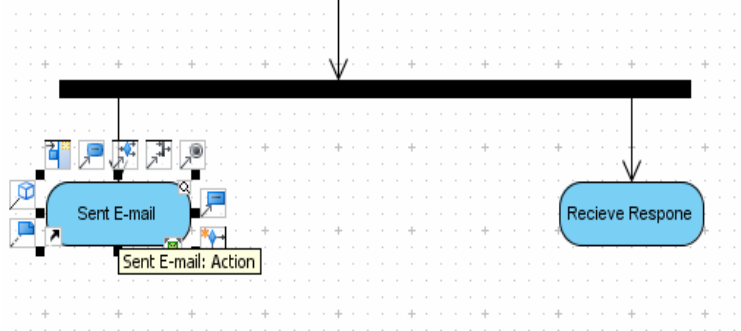 Sent E-mail
Recieve Respone
Sent E-mail: Action